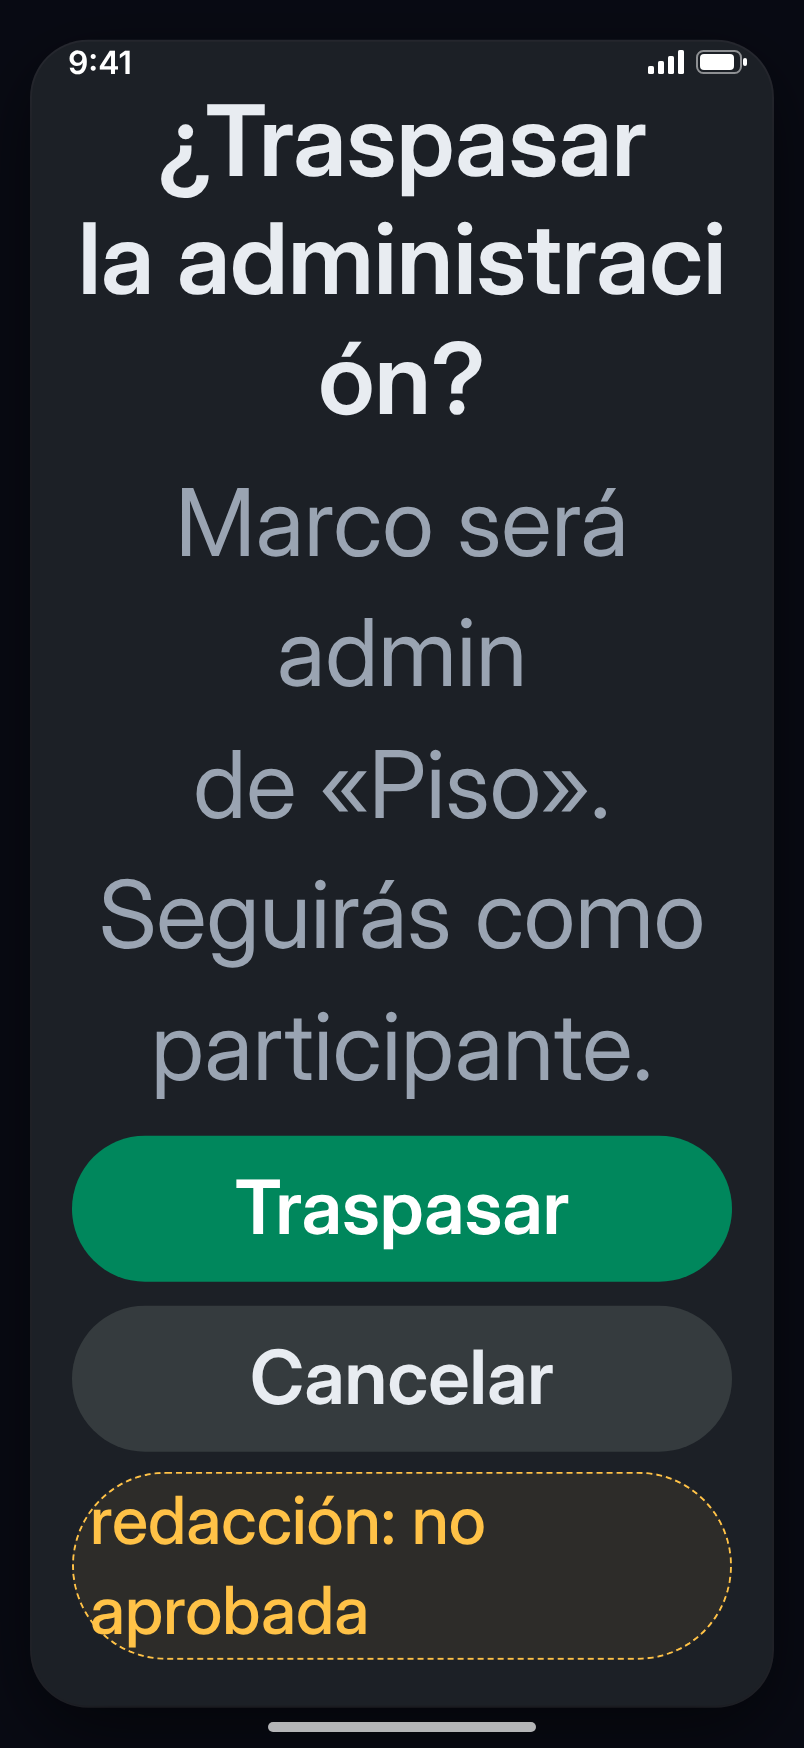 9:41
¿Traspasar
la administraci
ón?
Marco será
admin
de «Piso».
Seguirás como
participante.
Traspasar
Cancelar
redacción: no
aprobada